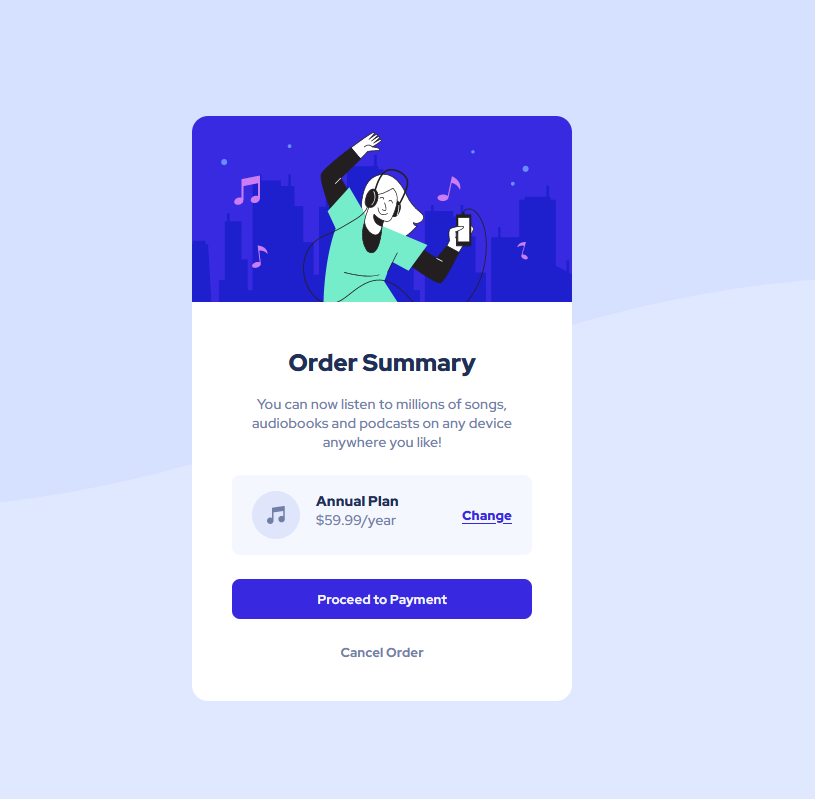 Order Summary
You can now listen to millions of songs,
audiobooks and podcasts on any device
anywhere you like!
Annual Plan
$59.99/year
Change
Proceed to Payment
Cancel Order